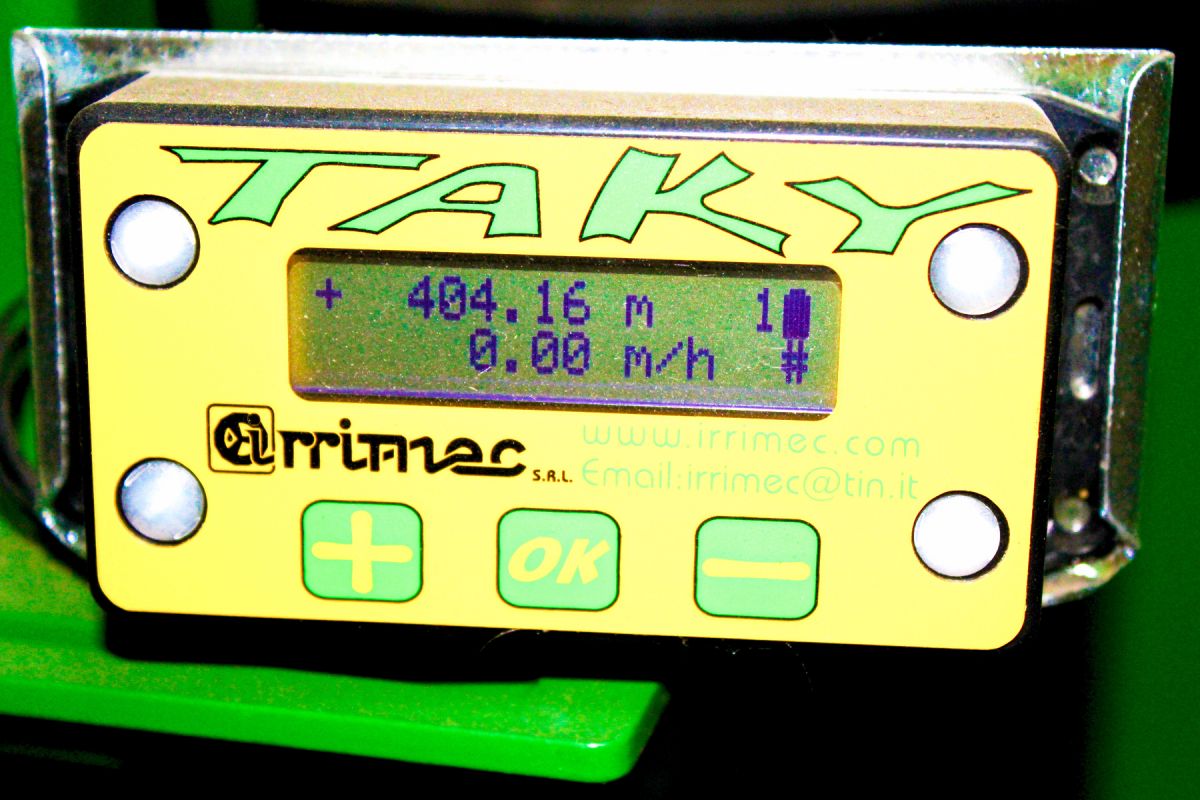 TAKY
+ 404.16 m 1
0.00 m/h #
irrimec S.R.L.
www.irrimec.com
Email:irrimec@tin.it
+ OK −